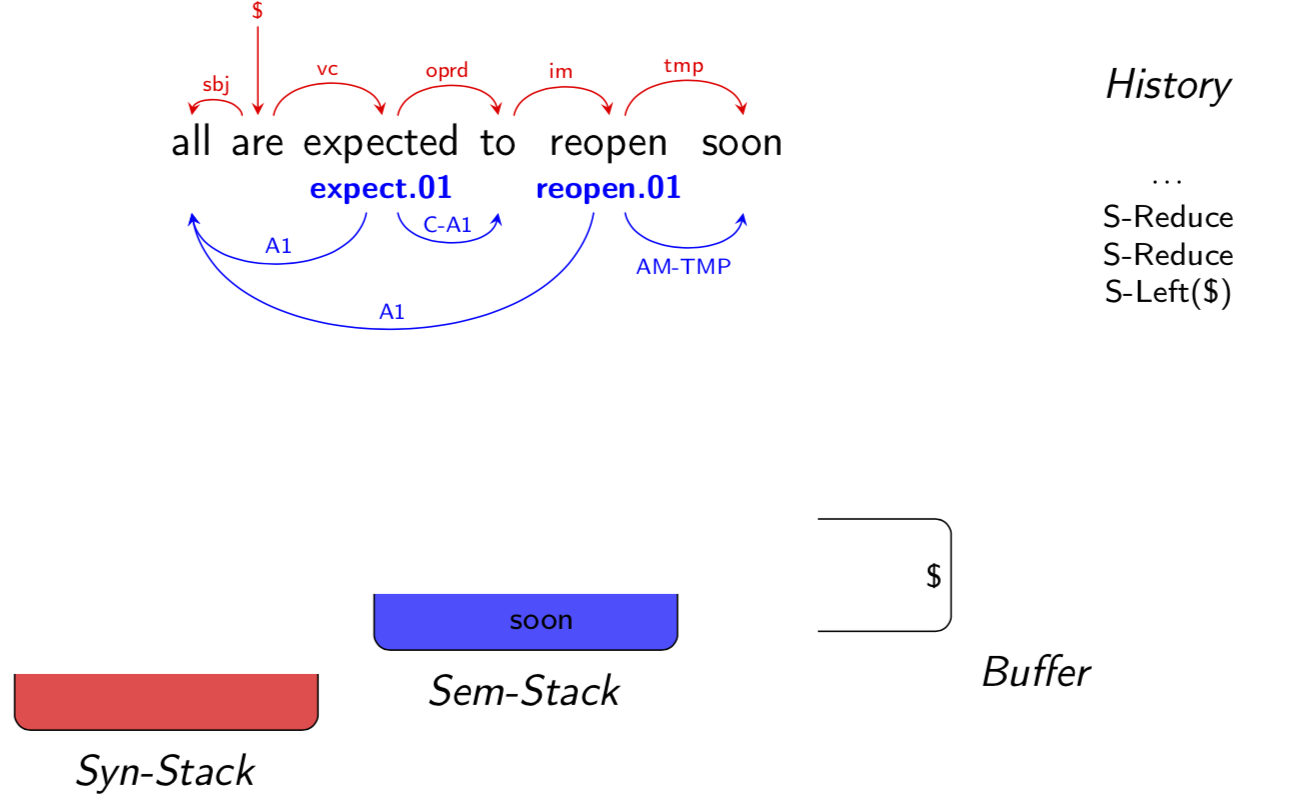 $
sbj vc oprd im tmp
all are expected to reopen soon
expect.01 reopen.01
A1 C-A1 AM-TMP
A1
History
...
S-Reduce
S-Reduce
S-Left($)
soon
Sem-Stack
Syn-Stack
$
Buffer